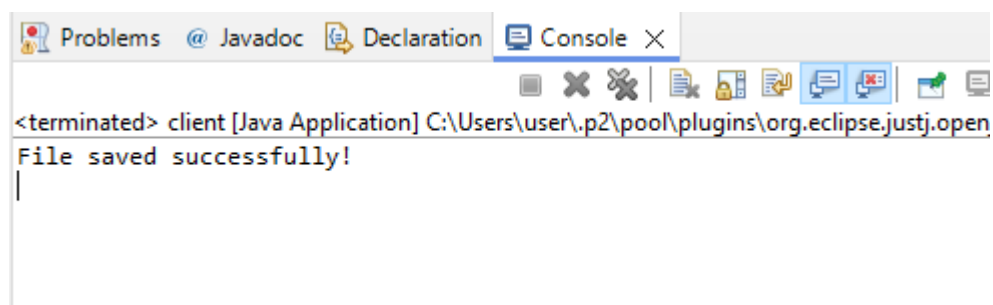 Problems @ Javadoc Declaration Console
<terminated> client [Java Application] C:\Users\user\.p2\pool\plugins\org.eclipse.justj.openj
File saved successfully!